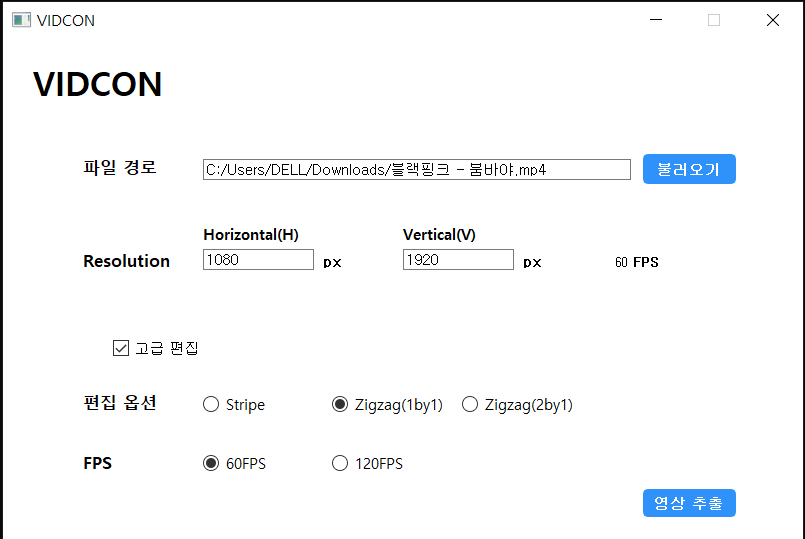 VIDCON
VIDCON
파일 경로 C:/Users/DELL/Downloads/블랙핑크 - 붐바야.mp4 불러오기
Horizontal(H) Vertical(V)
Resolution 1080 px 1920 px 60 FPS
고급 편집
편집 옵션 Stripe Zigzag(1by1) Zigzag(2by1)
FPS 60FPS 120FPS
영상 추출